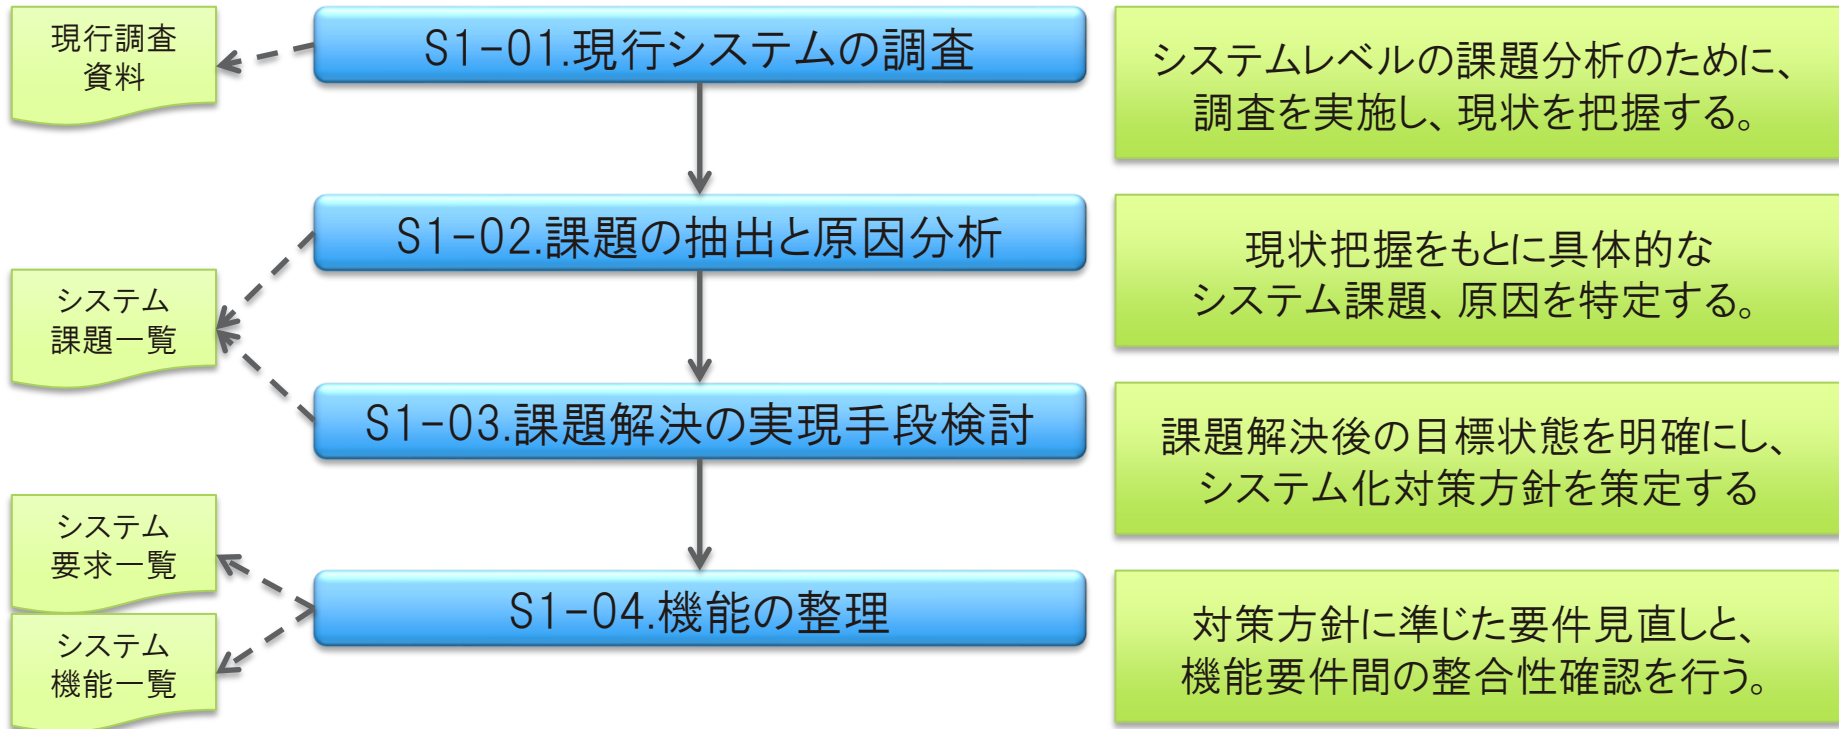 現行調査
資料
S1-01.現行システムの調査
システムレベルの課題分析のために、
調査を実施し、現状を把握する。
S1-02.課題の抽出と原因分析
現状把握をもとに具体的な
システム課題、原因を特定する。
システム
課題一覧
S1-03.課題解決の実現手段検討
課題解決後の目標状態を明確にし、
システム化対策方針を策定する
システム
要求一覧
システム
機能一覧
S1-04.機能の整理
対策方針に準じた要件見直しと、
機能要件間の整合性確認を行う。